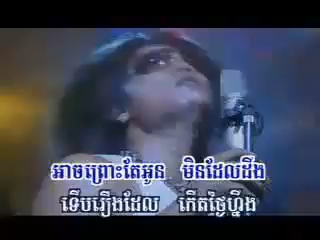 អាចព្រោះតែអូន មិនដែលដឹង
ទើបរឿងដែល កើតថ្ងៃហ្នឹង